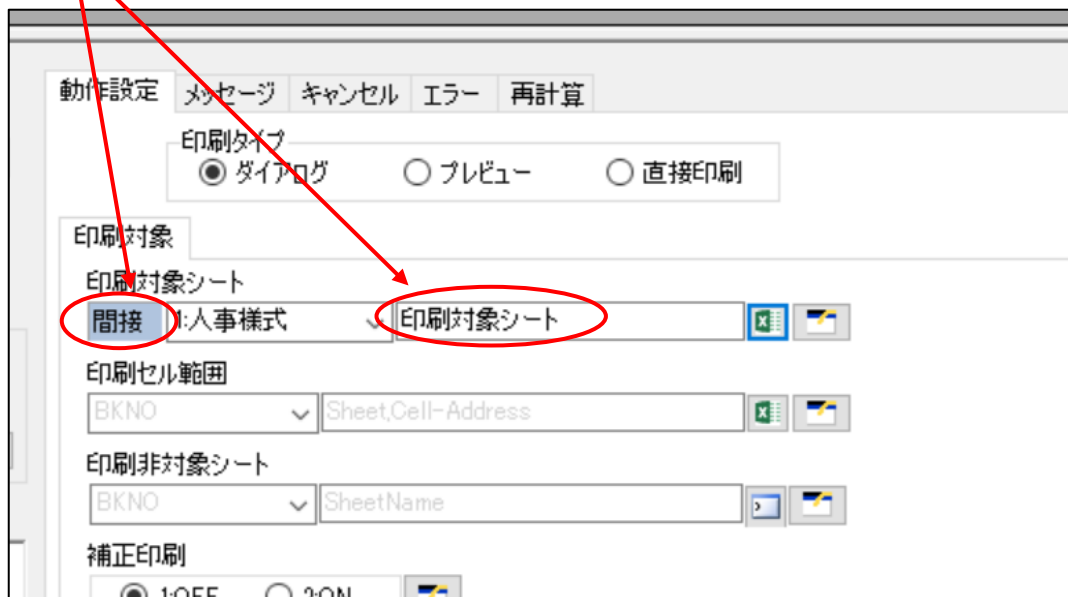 動作設定 メッセージ キャンセル エラー 再計算
印刷タイプ
ダイアログ プレビュー 直接印刷
印刷対象
印刷対象シート
間接 1:人事様式 印刷対象シート
印刷セル範囲
BKNO Sheet,Cell-Address
印刷非対象シート
BKNO SheetName
補正印刷
1:OFF 2:ON